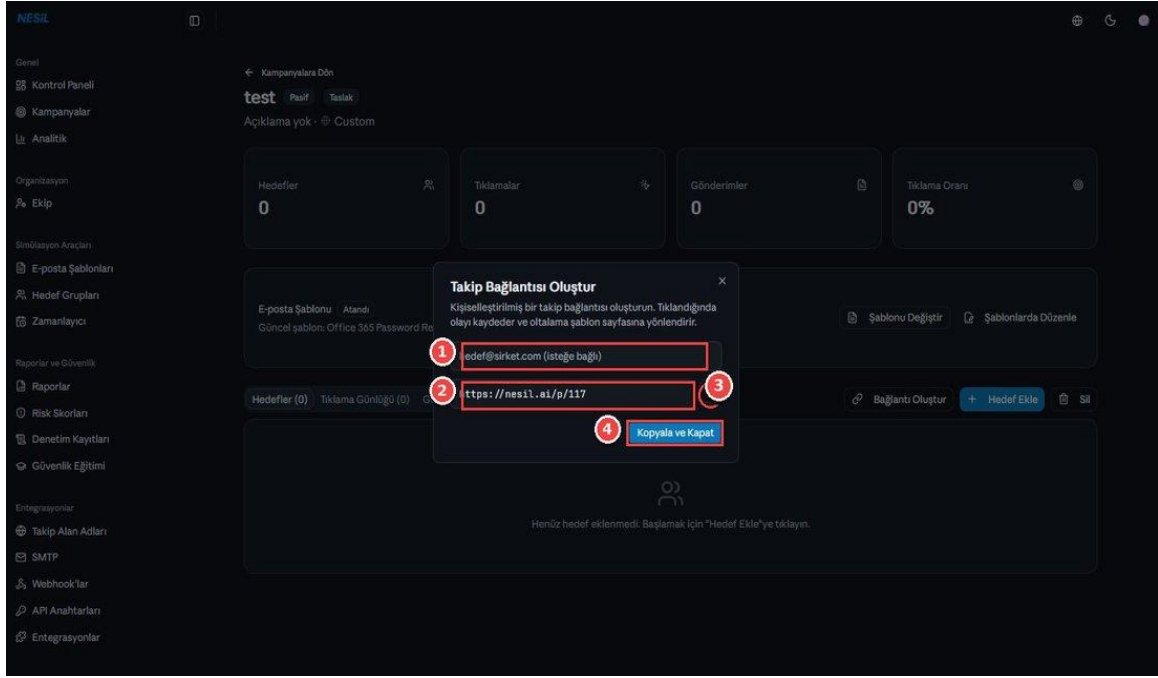 NESİL
Genel
Kontrol Paneli
Kampanyalar
Analitik
Organizasyon
Ekip
Simülasyon Araçları
E-posta Şablonları
Hedef Grupları
Zamanlayıcı
Raporlar ve Güvenlik
Raporlar
Risk Skorları
Denetim Kayıtları
Güvenlik Eğitimi
Entegrasyonlar
Takip Alan Adları
SMTP
Webhook'lar
API Anahtarları
Entegrasyonlar
Kampanyalara Dön
test Pasif Taslak
Açıklama yok · Custom
Hedefler
0
Tıklamalar
0
Gönderimler
0
Tıklama Oranı
0%
E-posta Şablonu Atandı
Güncel şablon: Office 365 Password Re
Şablonu Değiştir Şablonlarda Düzenle
Takip Bağlantısı Oluştur
Kişiselleştirilmiş bir takip bağlantısı oluşturun. Tıklandığında
olayı kaydeder ve oltalama şablon sayfasına yönlendirir.
1 edef@sirket.com (isteğe bağlı)
2 ttps://nesil.ai/p/117 3
4 Kopyala ve Kapat
Hedefler (0) Tıklama Günlüğü (0) G
Bağlantı Oluştur + Hedef Ekle Sil
Henüz hedef eklenmedi. Başlamak için "Hedef Ekle"ye tıklayın.